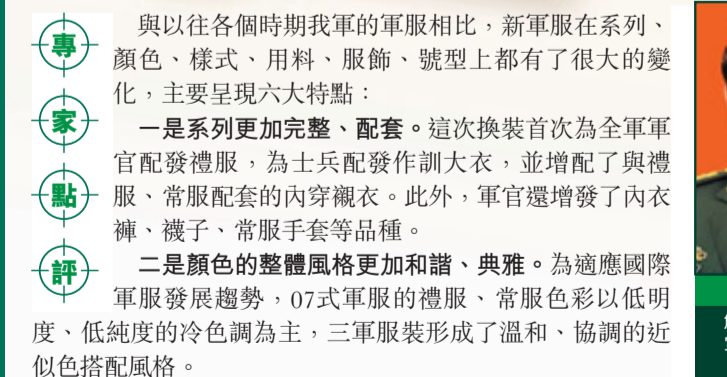 專家點評
與以往各個時期我軍的軍服相比，新軍服在系列、
顏色、樣式、用料、服飾、號型上都有了很大的變
化，主要呈現六大特點：
一是系列更加完整、配套。這次換裝首次為全軍軍
官配發禮服，為士兵配發作訓大衣，並增配了與禮
服、常服配套的內穿襯衣。此外，軍官還增發了內衣
褲、襪子、常服手套等品種。
二是顏色的整體風格更加和諧、典雅。為適應國際
軍服發展趨勢，07式軍服的禮服、常服色彩以低明
度、低純度的冷色調為主，三軍服裝形成了溫和、協調的近
似色搭配風格。